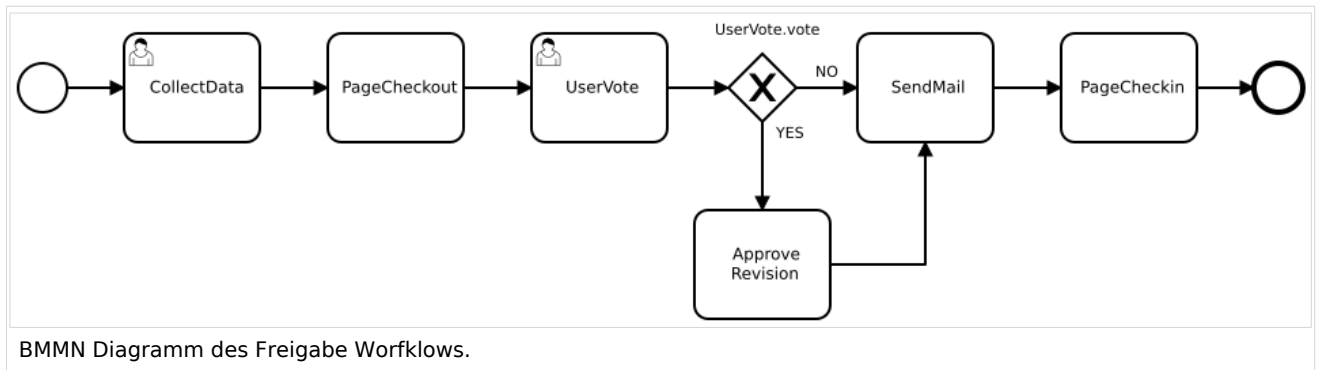 UserVote.vote
CollectData
PageCheckout
UserVote
NO
SendMail
PageCheckin
YES
Approve
Revision
BMMN Diagramm des Freigabe Worfklows.